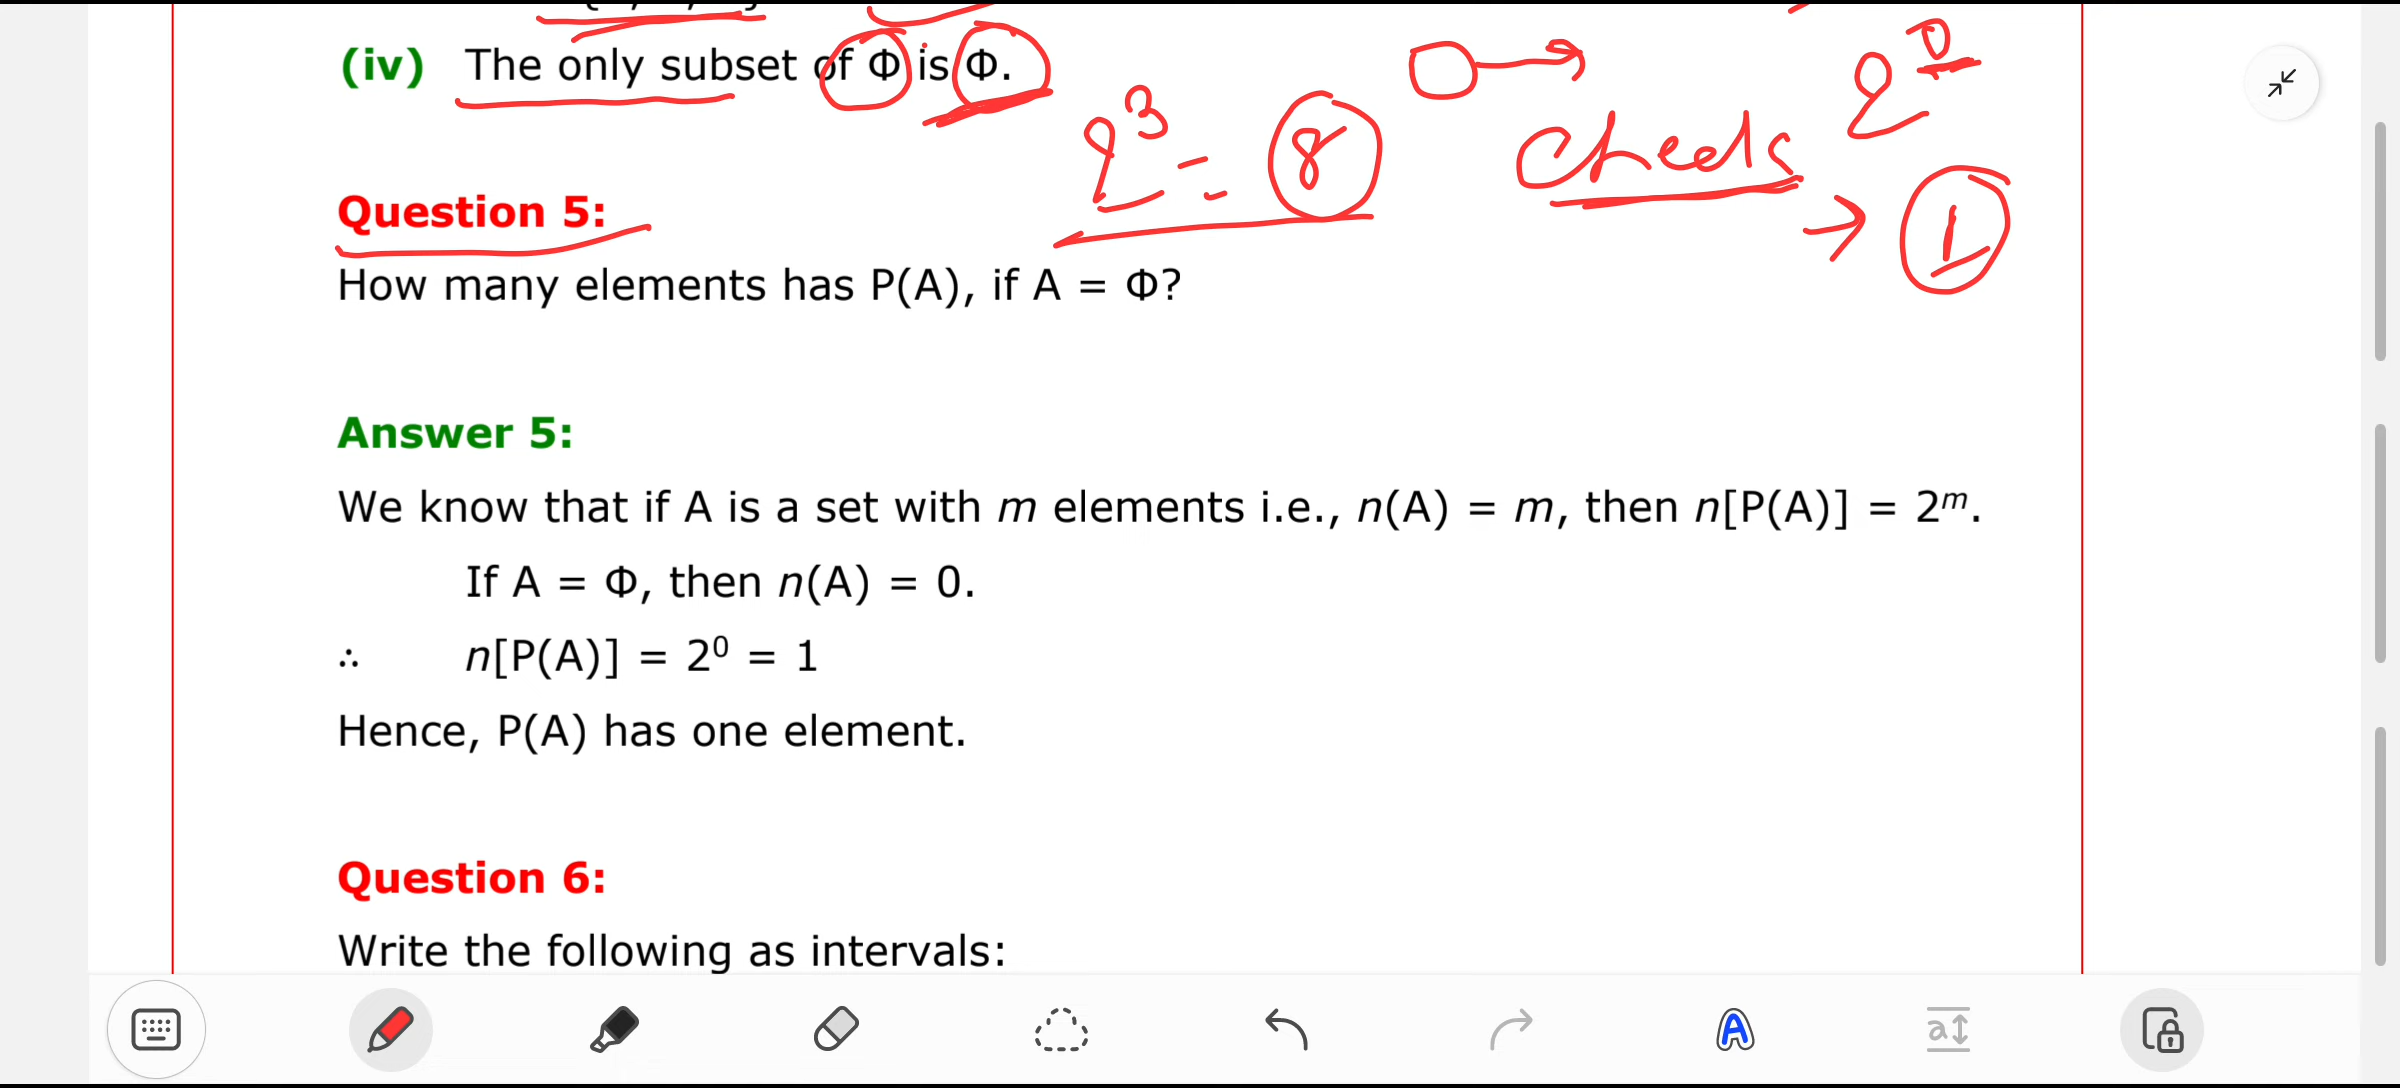 (iv) The only subset of Φ is Φ.
2³ = 8
2⁰
Question 5:
→ 1
How many elements has P(A), if A = Φ?
Answer 5:
We know that if A is a set with m elements i.e., n(A) = m, then n[P(A)] = 2ᵐ.
If A = Φ, then n(A) = 0.
∴ n[P(A)] = 2⁰ = 1
Hence, P(A) has one element.
Question 6:
Write the following as intervals: